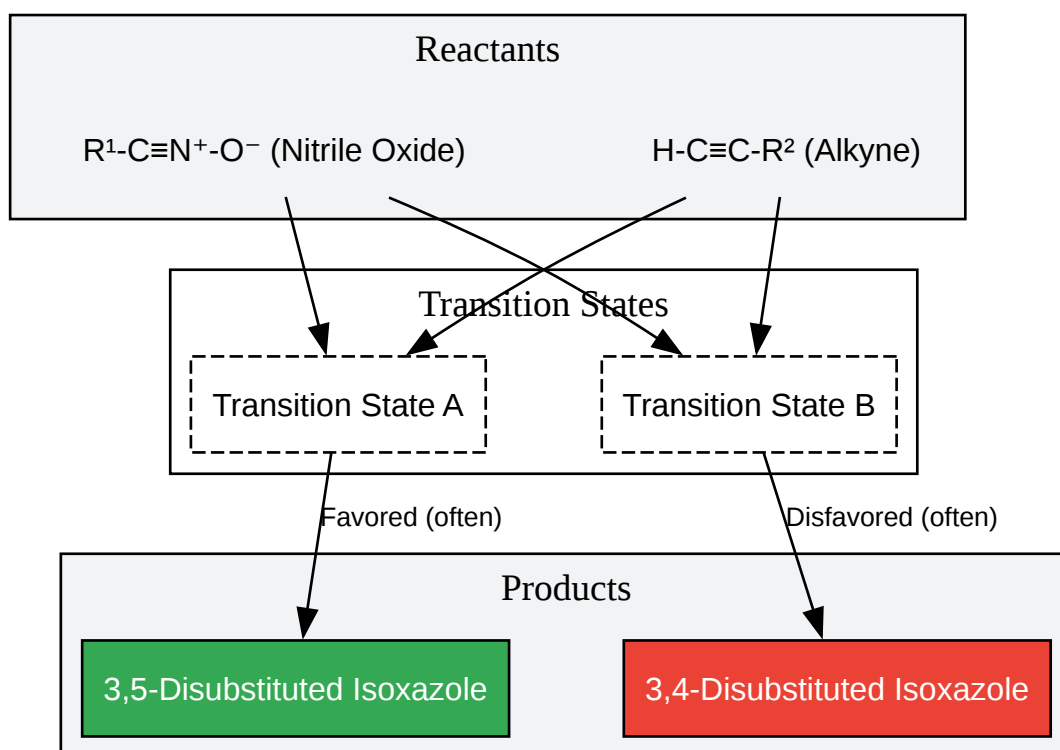 Reactants
R¹-C≡N⁺-O⁻ (Nitrile Oxide)
H-C≡C-R² (Alkyne)
Transition States
Transition State A
Transition State B
Favored (often)
Disfavored (often)
Products
3,5-Disubstituted Isoxazole
3,4-Disubstituted Isoxazole